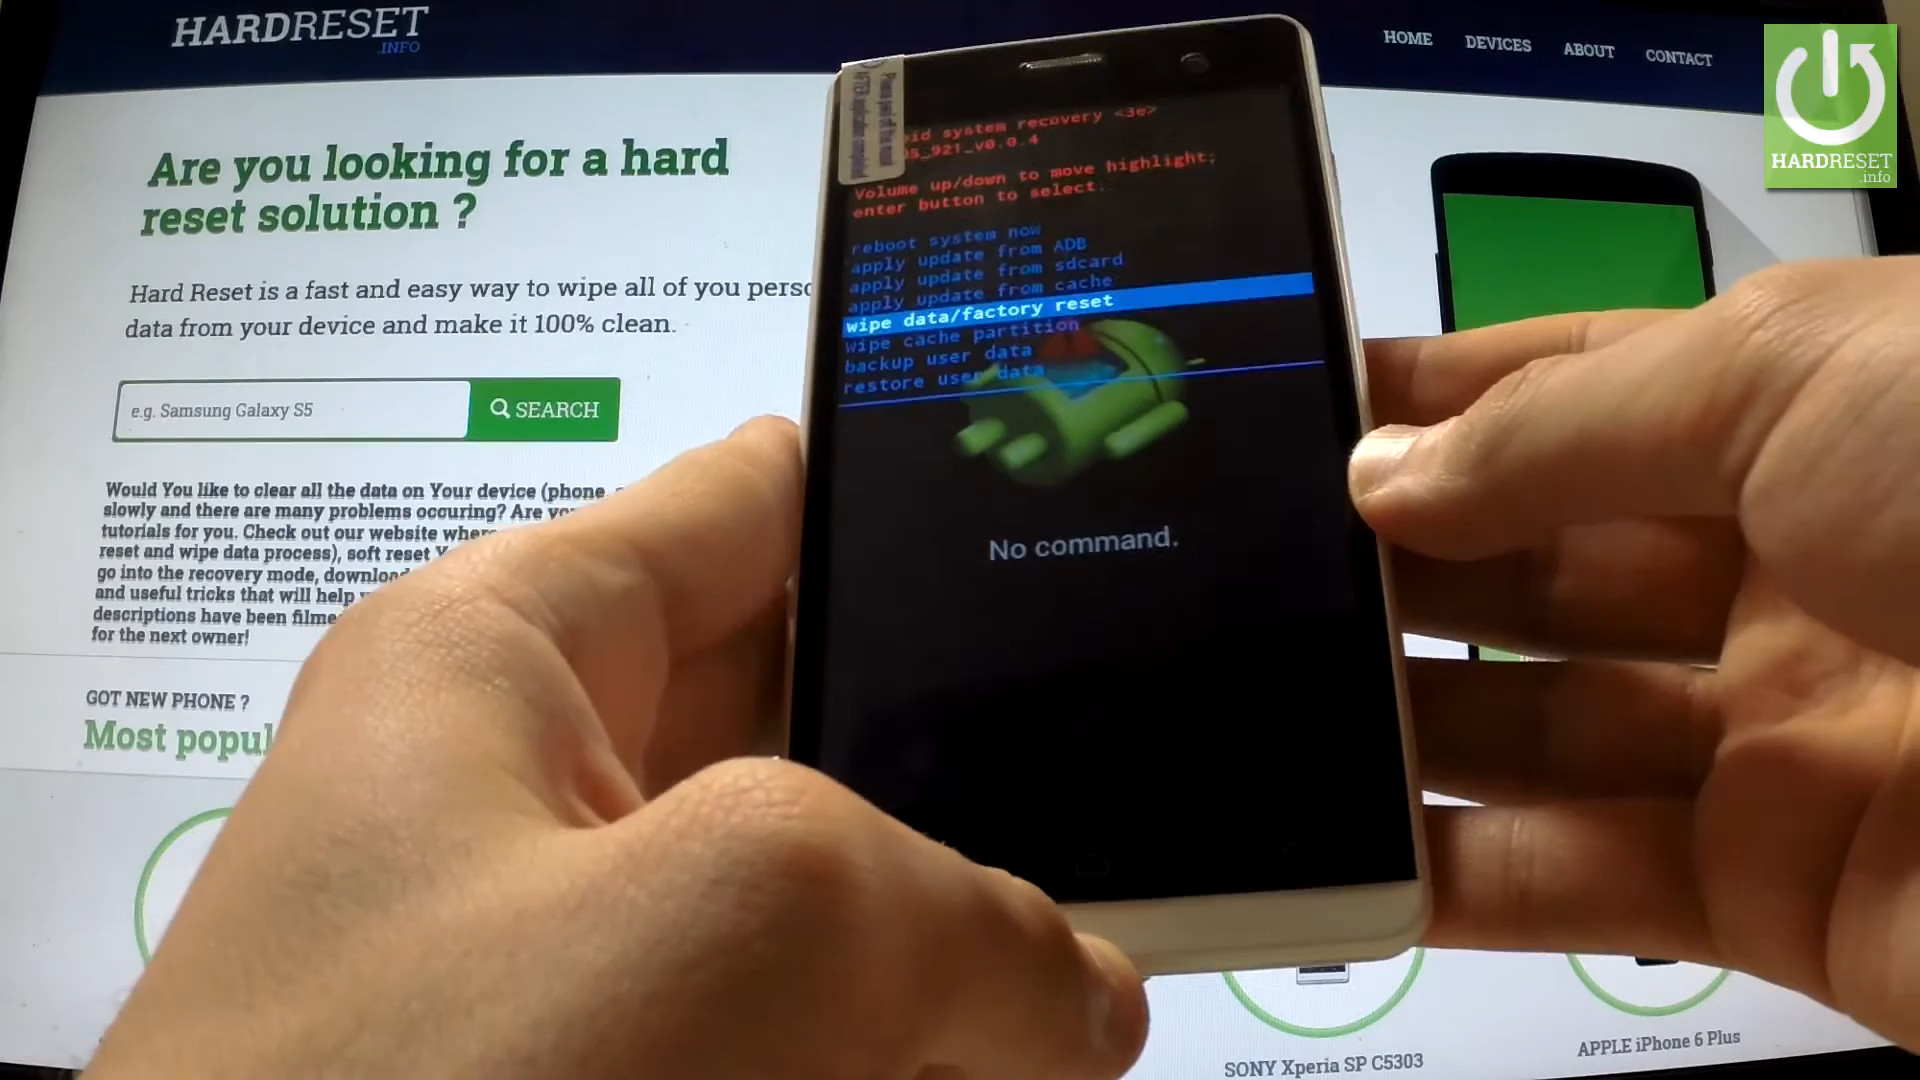 HARDRESET
.INFO
HOME DEVICES ABOUT CONTACT
HARDRESET
.info
Are you looking for a hard
reset solution ?
Hard Reset is a fast and easy way to wipe all of you
data from your device and make it 100% clean.
e.g. Samsung Galaxy S5
SEARCH
Would You like to clear all the data on Your device (phone,
slowly and there are many problems occuring? Are
tutorials for you. Check out our website
reset and wipe data process), soft reset
go into the recovery mode,
and useful tricks that will help
descriptions have been
for the next owner!
GOT NEW PHONE ?
Most
system recovery <3e>
_921_v0.0.4
Volume up/down to move highlight;
enter button to select.
reboot system now
apply update from ADB
apply update from sdcard
apply update from cache
wipe data/factory reset
wipe cache partition
backup user data
restore user data
No command.
SONY Xperia SP C5303
APPLE iPhone 6 Plus